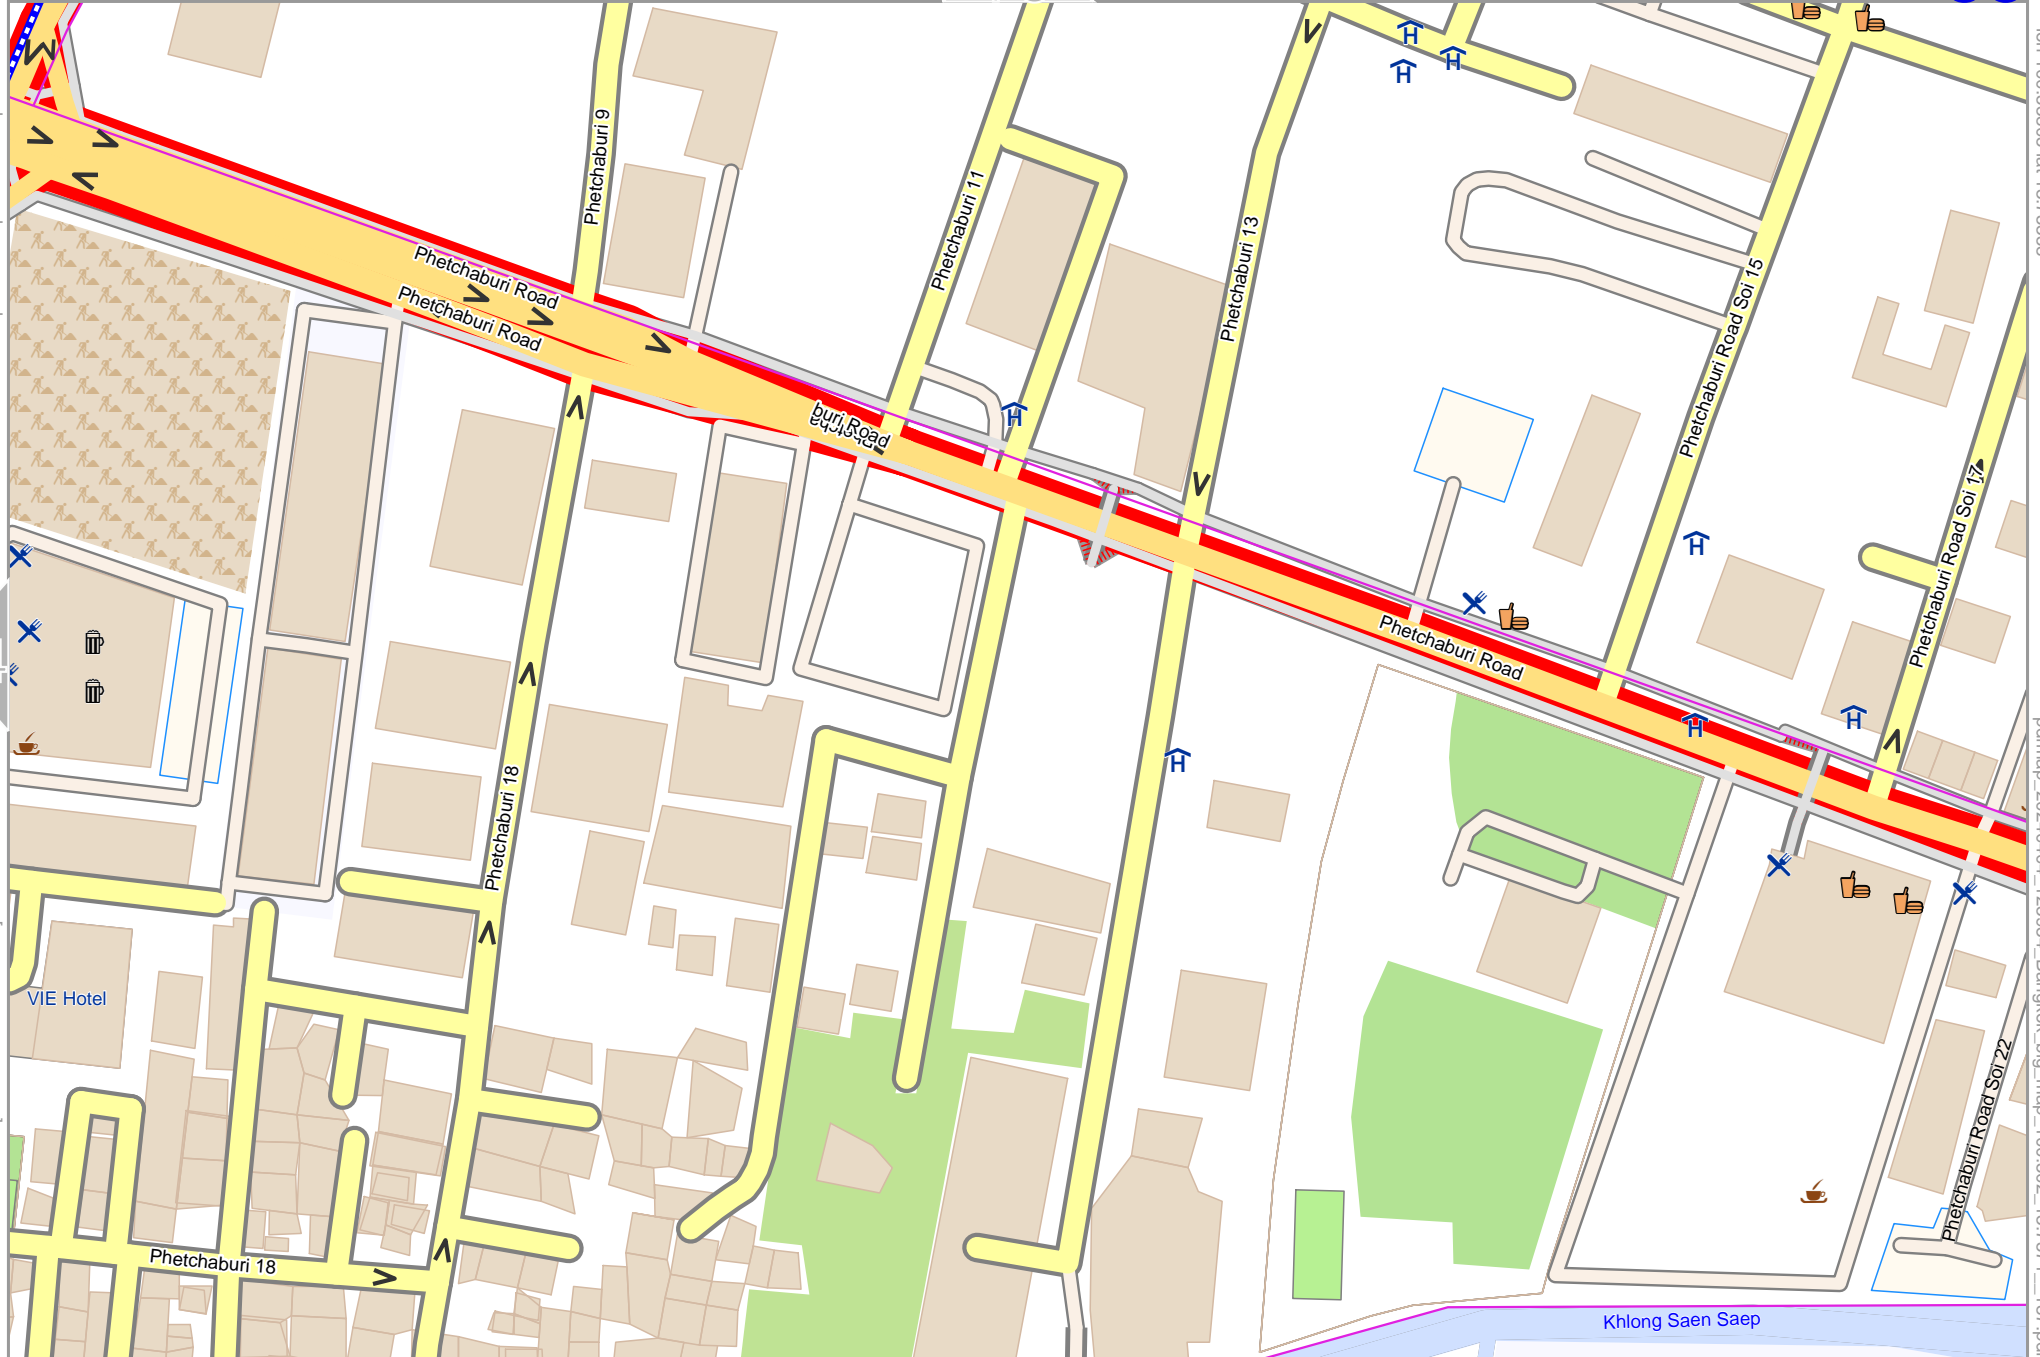 Phetchaburi 9
Phetchaburi 11
Phetchaburi 13
Phetchaburi Road
Phetchaburi Road
Phetchaburi Road Soi 15
buri Road
Phetchaburi Road Soi 17
Phetchaburi Road
Phetchaburi 18
VIE Hotel
Phetchaburi Road Soi 22
Phetchaburi 18
Khlong Saen Saep